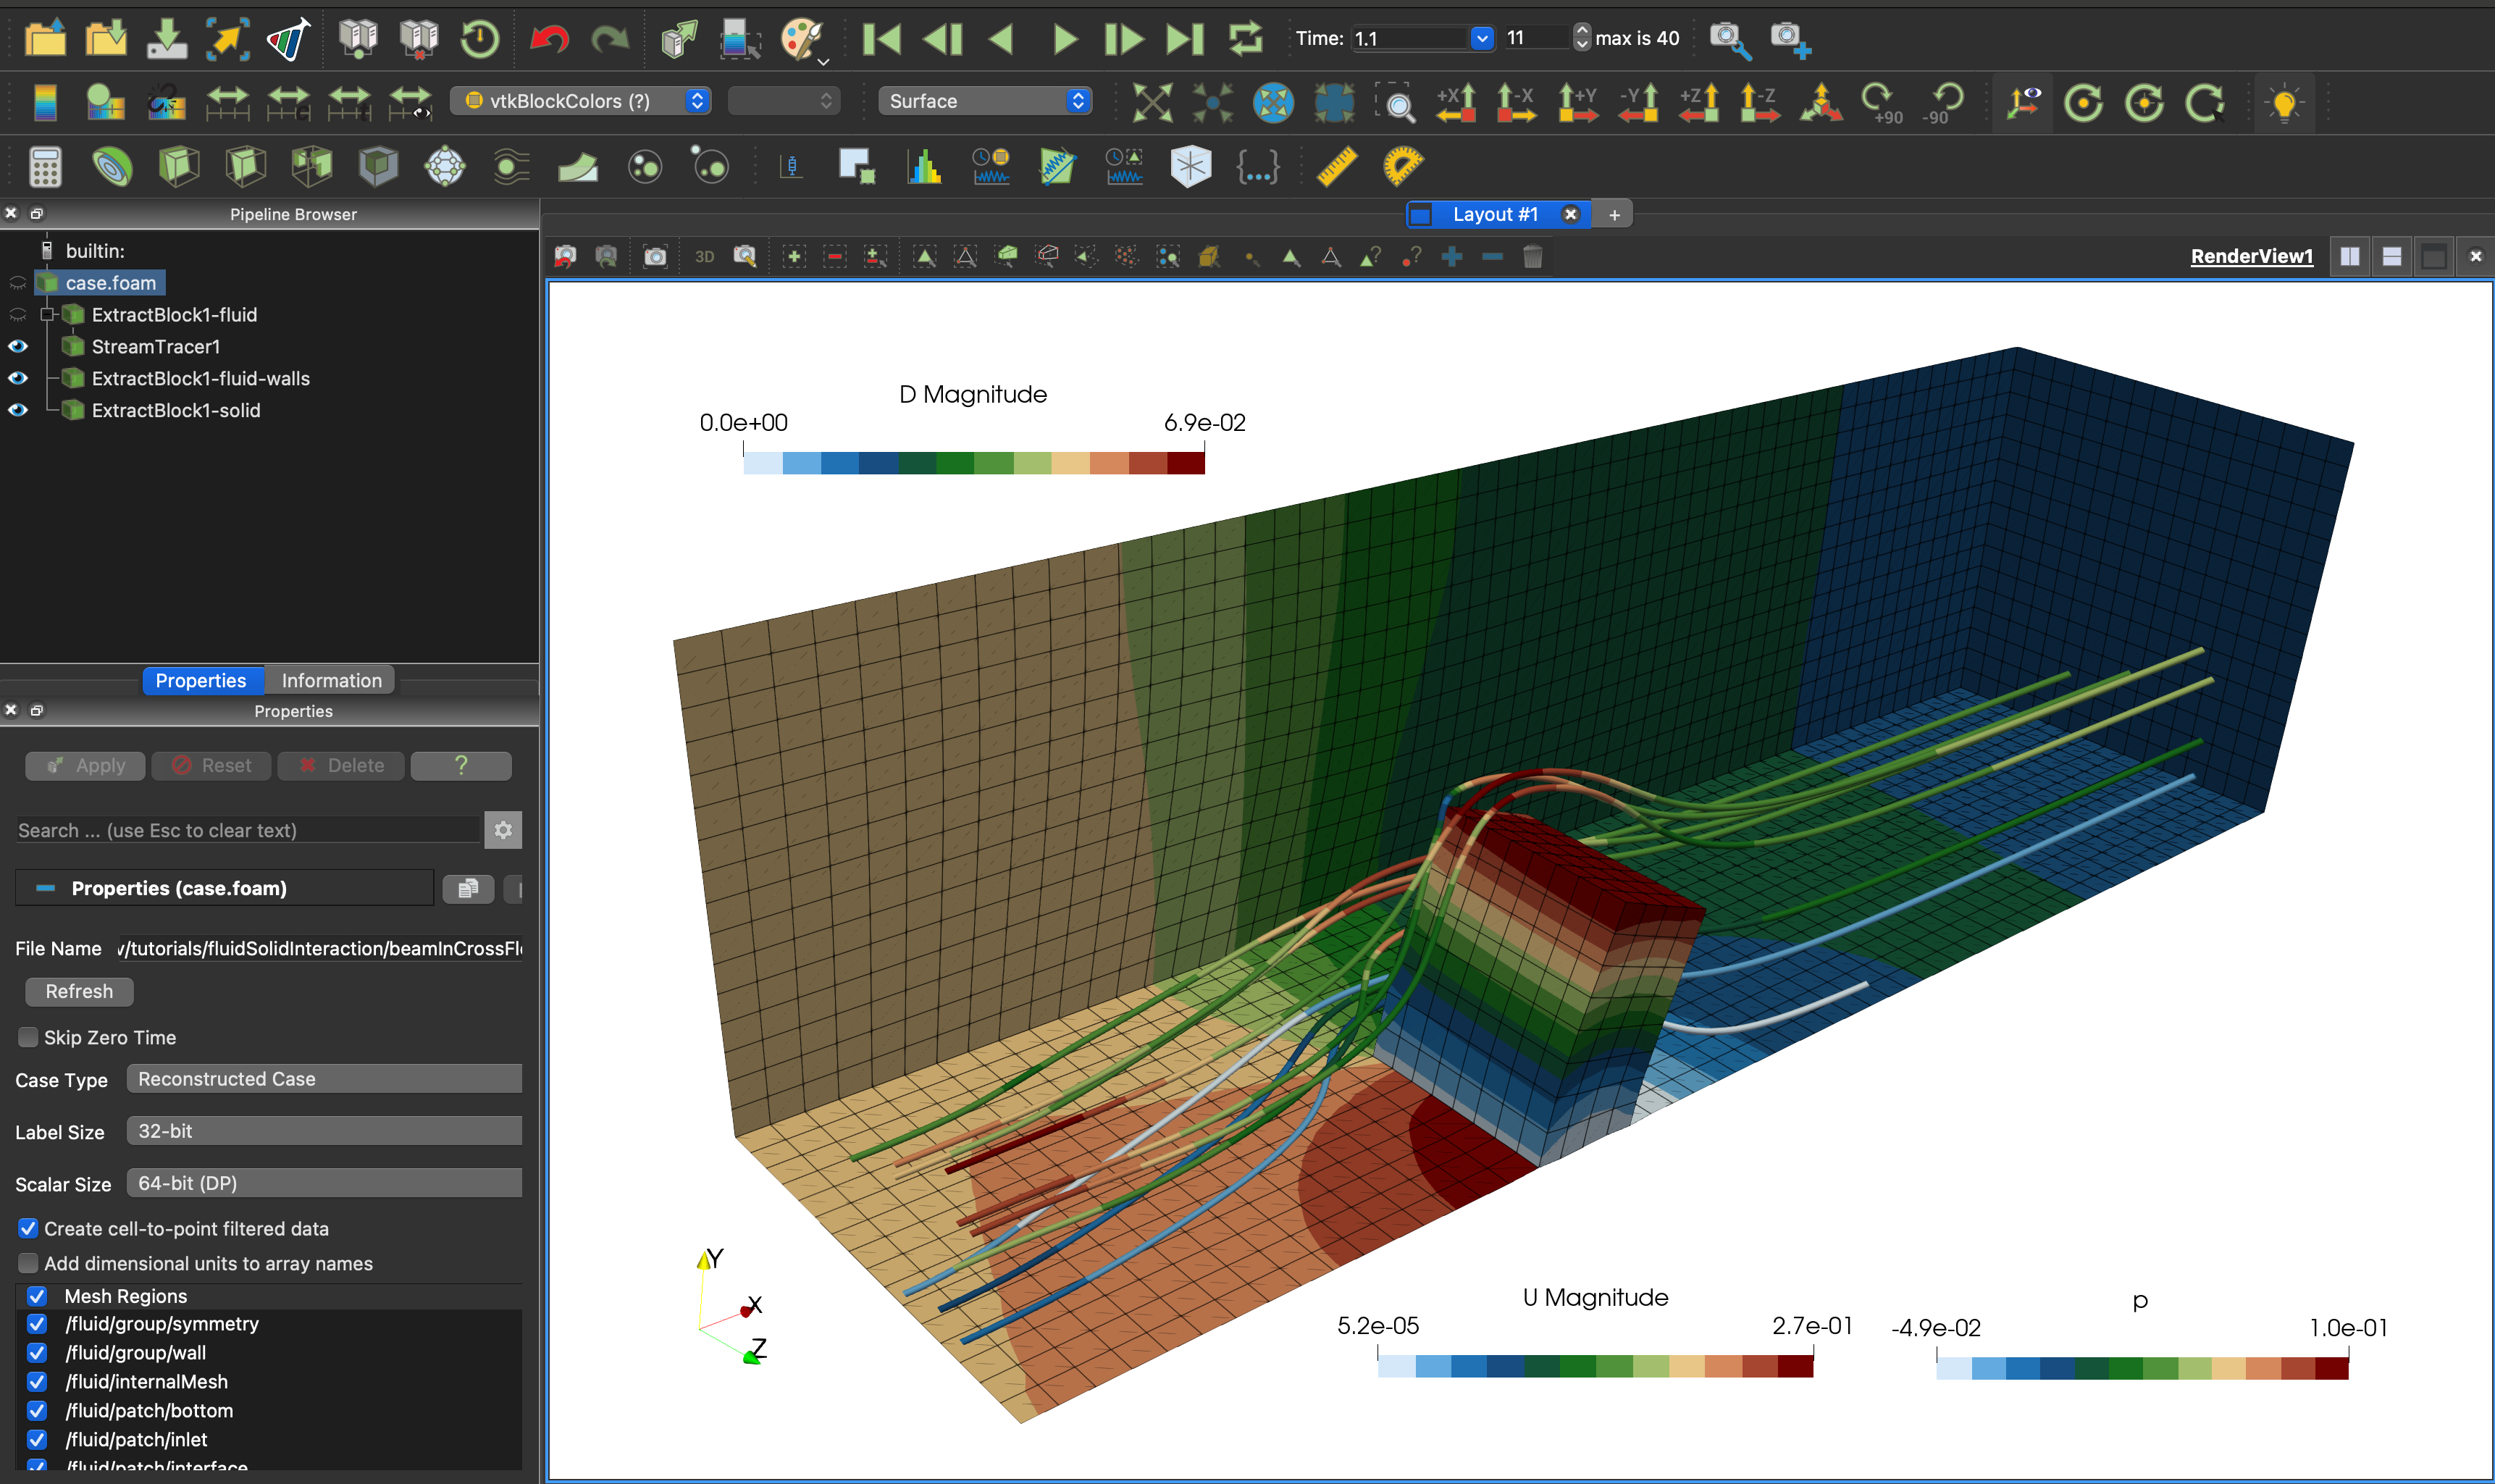 Time: 1.1 11 max is 40
vtkBlockColors (?) Surface +X -X +Y -Y +Z -Z +90 -90
{...}
Pipeline Browser
Layout #1 +
builtin:
3D ? ? RenderView1
case.foam
ExtractBlock1-fluid
StreamTracer1
ExtractBlock1-fluid-walls
ExtractBlock1-solid
D Magnitude
0.0e+00 6.9e-02
Properties Information
Properties
Apply Reset Delete ?
Search ... (use Esc to clear text)
Properties (case.foam)
File Name /tutorials/fluidSolidInteraction/beamInCrossFl
Refresh
Skip Zero Time
Case Type Reconstructed Case
Label Size 32-bit
Scalar Size 64-bit (DP)
Create cell-to-point filtered data
Add dimensional units to array names
Mesh Regions
/fluid/group/symmetry
/fluid/group/wall
/fluid/internalMesh
/fluid/patch/bottom
/fluid/patch/inlet
/fluid/patch/interface
Y
X
Z
U Magnitude
5.2e-05 2.7e-01
p
-4.9e-02 1.0e-01